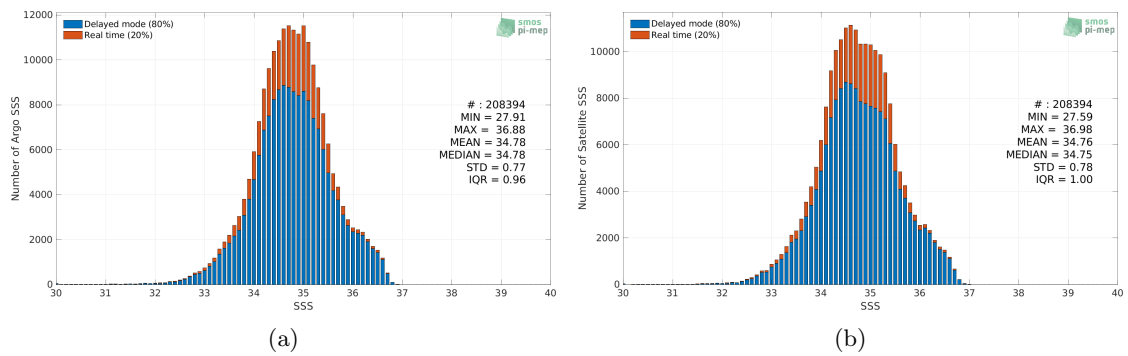 Delayed mode (80%)
Real time (20%)
smos
pi-mep
12000
10000
8000
6000
4000
2000
0
Number of Argo SSS
# : 208394
MIN = 27.91
MAX = 36.88
MEAN = 34.78
MEDIAN = 34.78
STD = 0.77
IQR = 0.96
30 31 32 33 34 35 36 37 38 39 40
SSS
(a)
Delayed mode (80%)
Real time (20%)
smos
pi-mep
10000
8000
6000
4000
2000
0
Number of Satellite SSS
# : 208394
MIN = 27.59
MAX = 36.98
MEAN = 34.76
MEDIAN = 34.75
STD = 0.78
IQR = 1.00
30 31 32 33 34 35 36 37 38 39 40
SSS
(b)